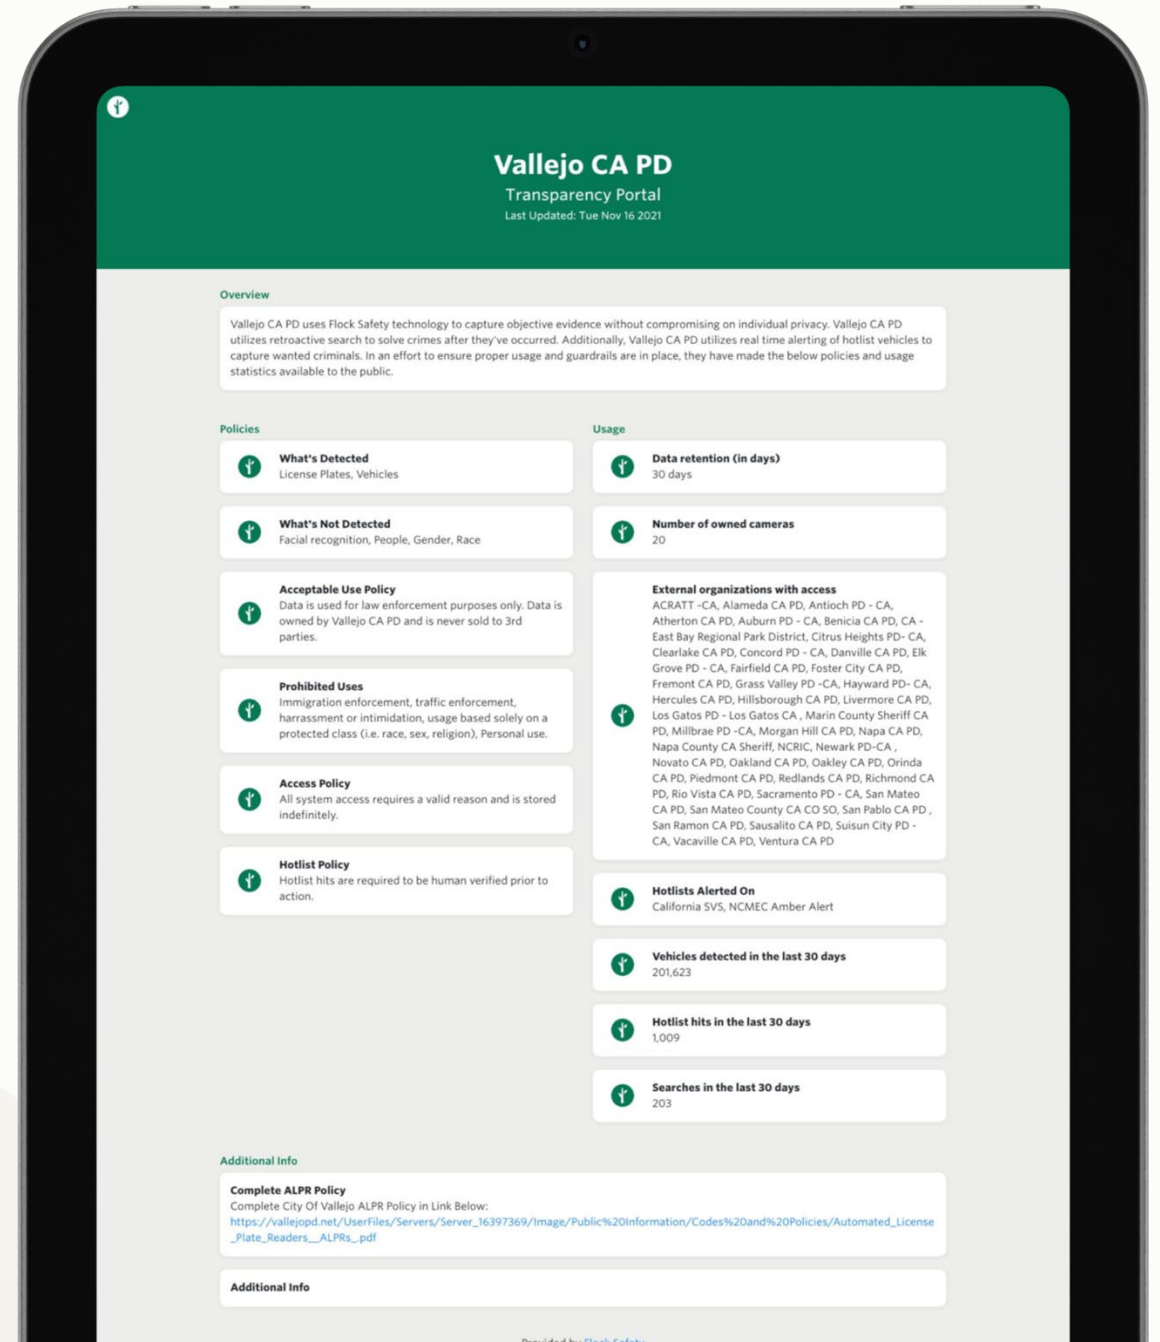 Vallejo CA PD
Transparency Portal
Last Updated: Tue Nov 16 2021
Overview
Vallejo CA PD uses Flock Safety technology to capture objective evidence without compromising on individual privacy. Vallejo CA PD
utilizes retroactive search to solve crimes after they've occurred. Additionally, Vallejo CA PD utilizes real time alerting of hotlist vehicles to
capture wanted criminals. In an effort to ensure proper usage and guardrails are in place, they have made the below policies and usage
statistics available to the public.
Policies
What's Detected
License Plates, Vehicles
What's Not Detected
Facial recognition, People, Gender, Race
Acceptable Use Policy
Data is used for law enforcement purposes only. Data is
owned by Vallejo CA PD and is never sold to 3rd
parties.
Prohibited Uses
Immigration enforcement, traffic enforcement,
harrassment or intimidation, usage based solely on a
protected class (i.e. race, sex, religion), Personal use.
Access Policy
All system access requires a valid reason and is stored
indefinitely.
Hotlist Policy
Hotlist hits are required to be human verified prior to
action.
Usage
Data retention (in days)
30 days
Number of owned cameras
20
External organizations with access
ACRATT -CA, Alameda CA PD, Antioch PD - CA,
Atherton CA PD, Auburn PD - CA, Benicia CA PD, CA -
East Bay Regional Park District, Citrus Heights PD- CA,
Clearlake CA PD, Concord PD - CA, Danville CA PD, Elk
Grove PD - CA, Fairfield CA PD, Foster City CA PD,
Fremont CA PD, Grass Valley PD -CA, Hayward PD- CA,
Hercules CA PD, Hillsborough CA PD, Livermore CA PD,
Los Gatos PD - Los Gatos CA , Marin County Sheriff CA
PD, Millbrae PD -CA, Morgan Hill CA PD, Napa CA PD,
Napa County CA Sheriff, NCRIC, Newark PD-CA ,
Novato CA PD, Oakland CA PD, Oakley CA PD, Orinda
CA PD, Piedmont CA PD, Redlands CA PD, Richmond CA
PD, Rio Vista CA PD, Sacramento PD - CA, San Mateo
CA PD, San Mateo County CA CO SO, San Pablo CA PD ,
San Ramon CA PD, Sausalito CA PD, Suisun City PD -
CA, Vacaville CA PD, Ventura CA PD
Hotlists Alerted On
California SVS, NCMEC Amber Alert
Vehicles detected in the last 30 days
201,623
Hotlist hits in the last 30 days
1,009
Searches in the last 30 days
203
Additional Info
Complete ALPR Policy
Complete City Of Vallejo ALPR Policy in Link Below:
https://vallejopd.net/UserFiles/Servers/Server_16397369/Image/Public%20Information/Codes%20and%20Policies/Automated_License
_Plate_Readers__ALPRs_.pdf
Additional Info
Provided by Flock Safety